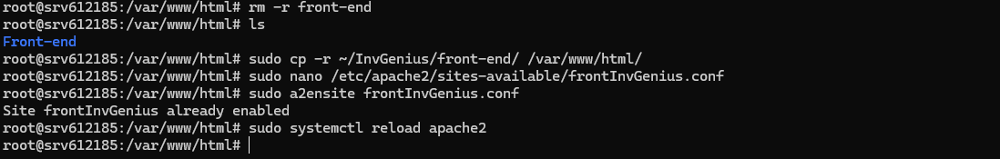 root@srv612185:/var/www/html# rm -r front-end
root@srv612185:/var/www/html# ls
Front-end
root@srv612185:/var/www/html# sudo cp -r ~/InvGenius/front-end/ /var/www/html/
root@srv612185:/var/www/html# sudo nano /etc/apache2/sites-available/frontInvGenius.conf
root@srv612185:/var/www/html# sudo a2ensite frontInvGenius.conf
Site frontInvGenius already enabled
root@srv612185:/var/www/html# sudo systemctl reload apache2
root@srv612185:/var/www/html#